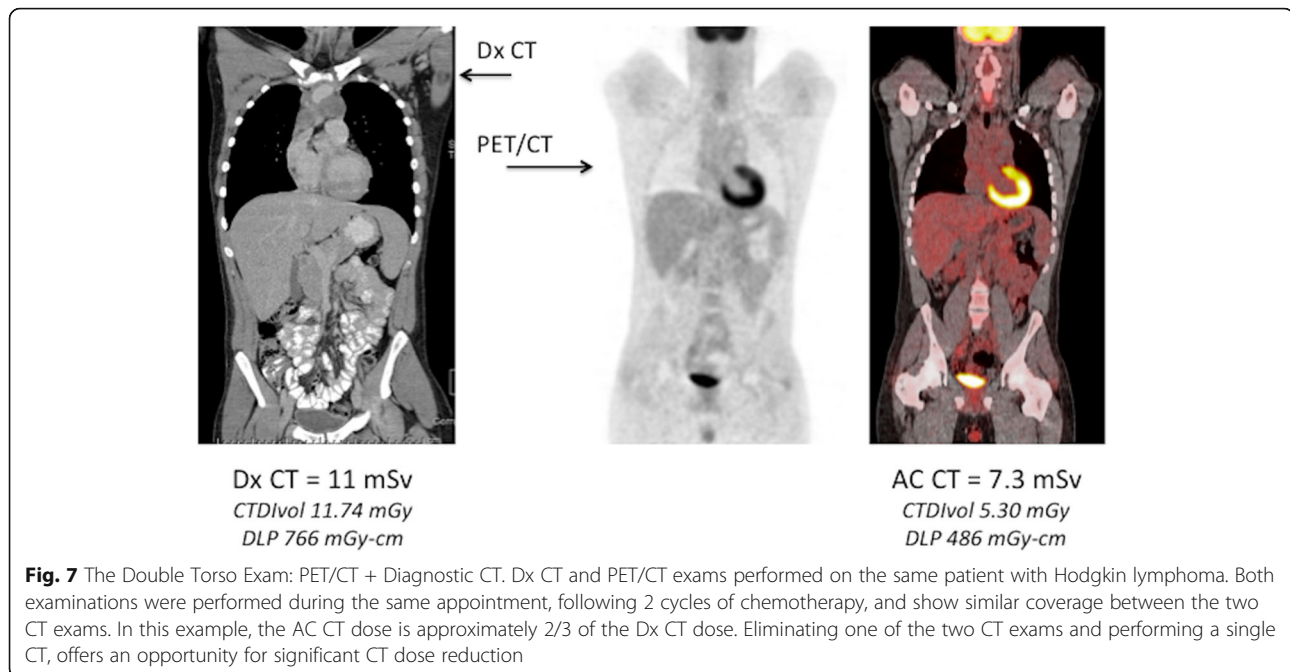 Dx CT
PET/CT
Dx CT = 11 mSv
CTDIvol 11.74 mGy
DLP 766 mGy-cm
AC CT = 7.3 mSv
CTDIvol 5.30 mGy
DLP 486 mGy-cm
Fig. 7 The Double Torso Exam: PET/CT + Diagnostic CT. Dx CT and PET/CT exams performed on the same patient with Hodgkin lymphoma. Both
examinations were performed during the same appointment, following 2 cycles of chemotherapy, and show similar coverage between the two
CT exams. In this example, the AC CT dose is approximately 2/3 of the Dx CT dose. Eliminating one of the two CT exams and performing a single
CT, offers an opportunity for significant CT dose reduction